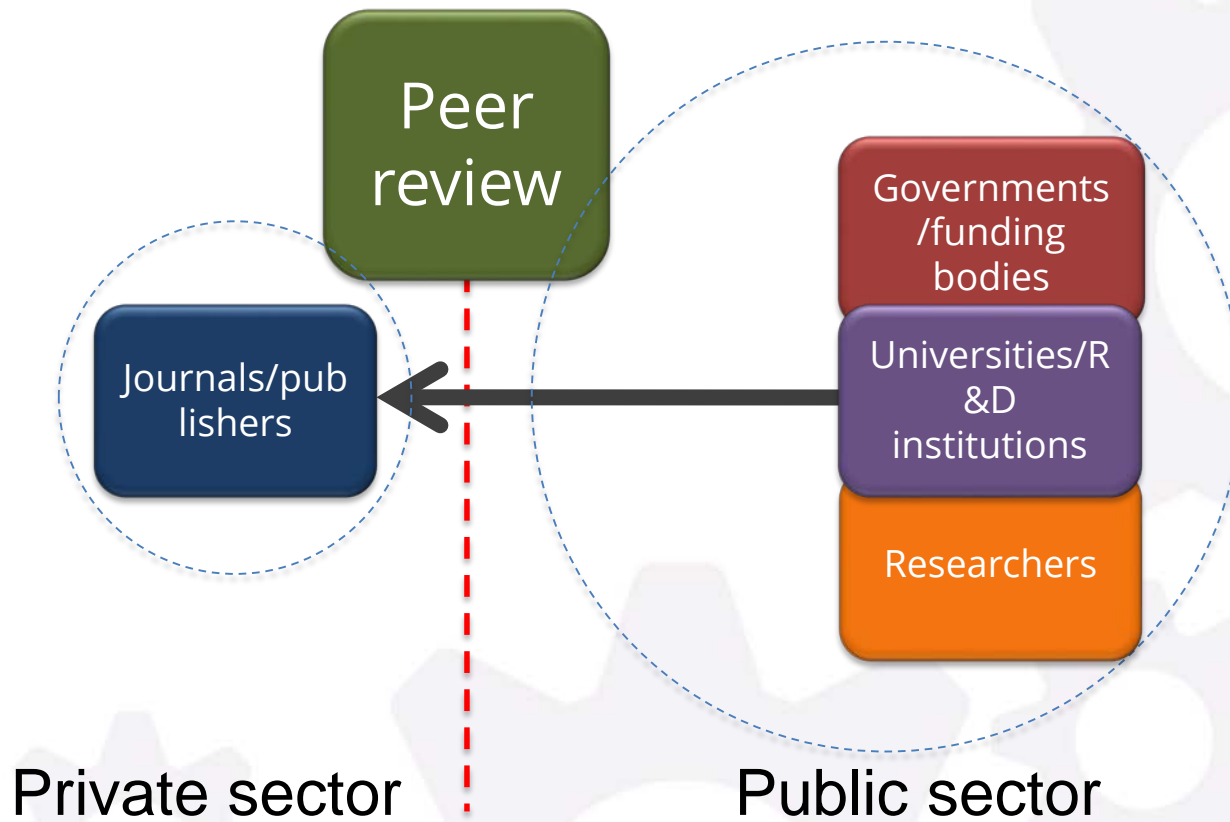 Peer
review
Governments
/funding
bodies
Journals/pub
lishers
Universities/R
&D
institutions
Researchers
Private sector
Public sector